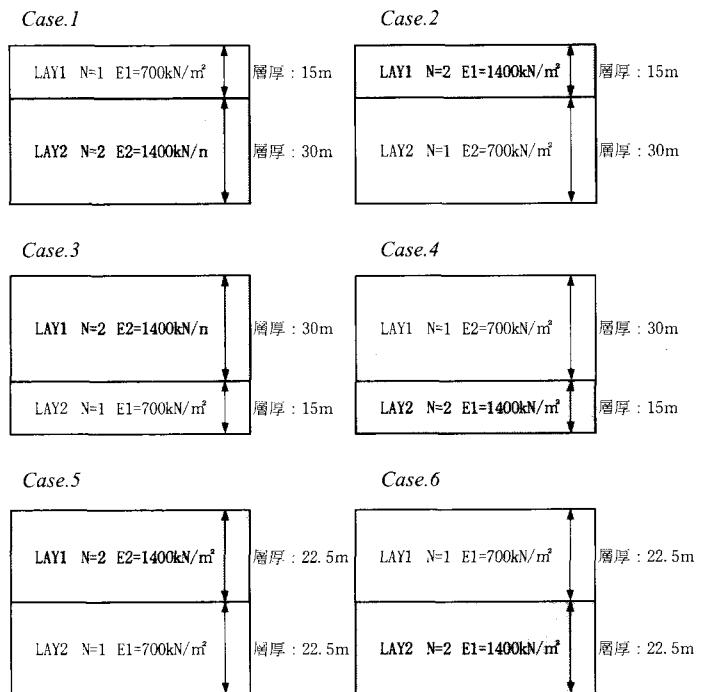 Case.1
LAY1 N=1 E1=700kN/㎡ 層厚：15m
LAY2 N=2 E2=1400kN/n 層厚：30m
Case.2
LAY1 N=2 E1=1400kN/㎡ 層厚：15m
LAY2 N=1 E2=700kN/㎡ 層厚：30m
Case.3
LAY1 N=2 E2=1400kN/n 層厚：30m
LAY2 N=1 E1=700kN/㎡ 層厚：15m
Case.4
LAY1 N=1 E2=700kN/㎡ 層厚：30m
LAY2 N=2 E1=1400kN/㎡ 層厚：15m
Case.5
LAY1 N=2 E2=1400kN/㎡ 層厚：22.5m
LAY2 N=1 E1=700kN/㎡ 層厚：22.5m
Case.6
LAY1 N=1 E1=700kN/㎡ 層厚：22.5m
LAY2 N=2 E1=1400kN/㎡ 層厚：22.5m